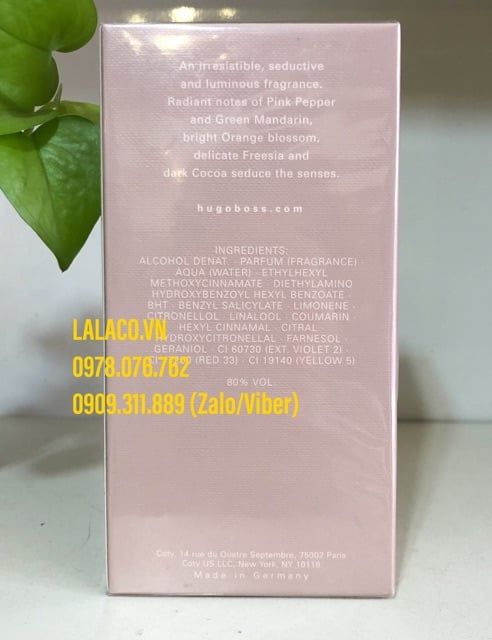 An irresistible, seductive
and luminous fragrance.
Radiant notes of Pink Pepper
and Green Mandarin,
bright Orange blossom,
delicate Freesia and
dark Cocoa seduce the senses.
hugoboss.com
INGREDIENTS:
ALCOHOL DENAT. · PARFUM (FRAGRANCE) ·
AQUA (WATER) · ETHYLHEXYL
METHOXYCINNAMATE · DIETHYLAMINO
HYDROXYBENZOYL HEXYL BENZOATE ·
BHT · BENZYL SALICYLATE · LIMONENE ·
CITRONELLOL · LINALOOL · COUMARIN ·
HEXYL CINNAMAL · CITRAL ·
HYDROXYCITRONELLAL · FARNESOL ·
GERANIOL · CI 60730 (EXT. VIOLET 2) ·
(RED 33) · CI 19140 (YELLOW 5)
80% VOL.
LALACO.VN
0978.076.762
0909.311.889 (Zalo/Viber)
Coty, 14 rue du Quatre Septembre, 75002 Paris
Coty US LLC, New York, NY 10118
Made in Germany